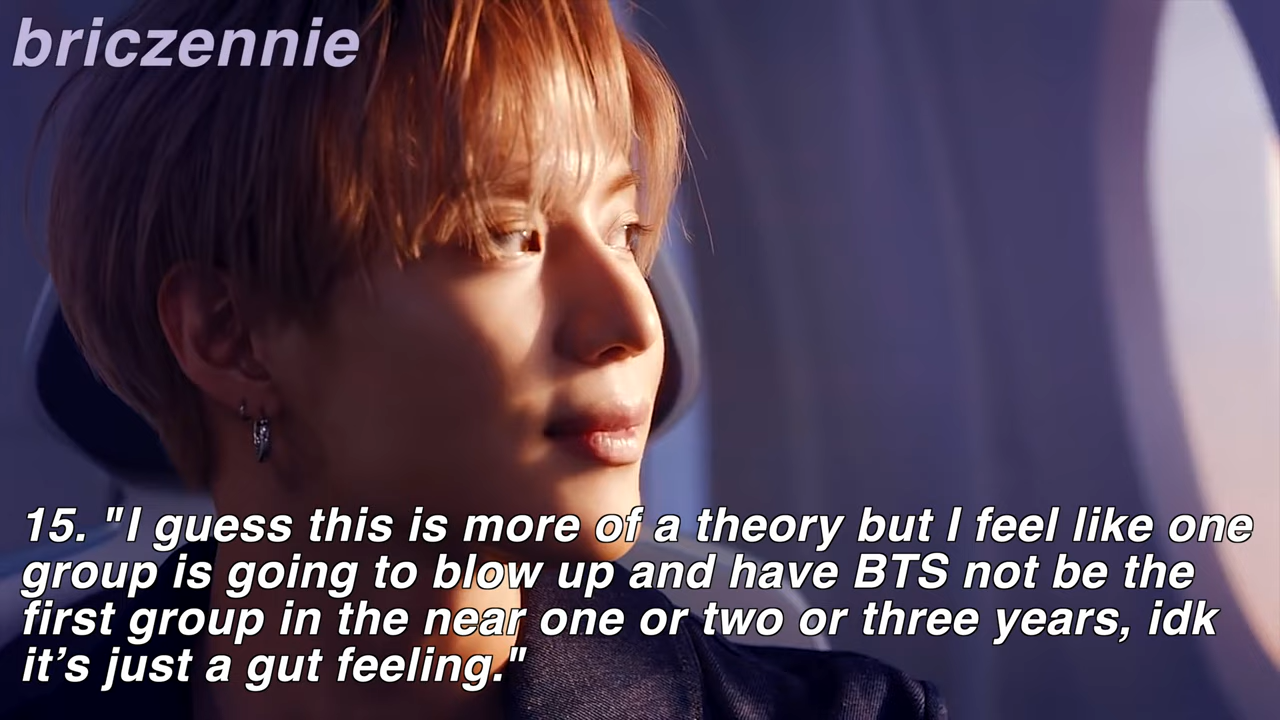 briczennie
15. "I guess this is more of a theory but I feel like one
group is going to blow up and have BTS not be the
first group in the near one or two or three years, idk
it’s just a gut feeling."